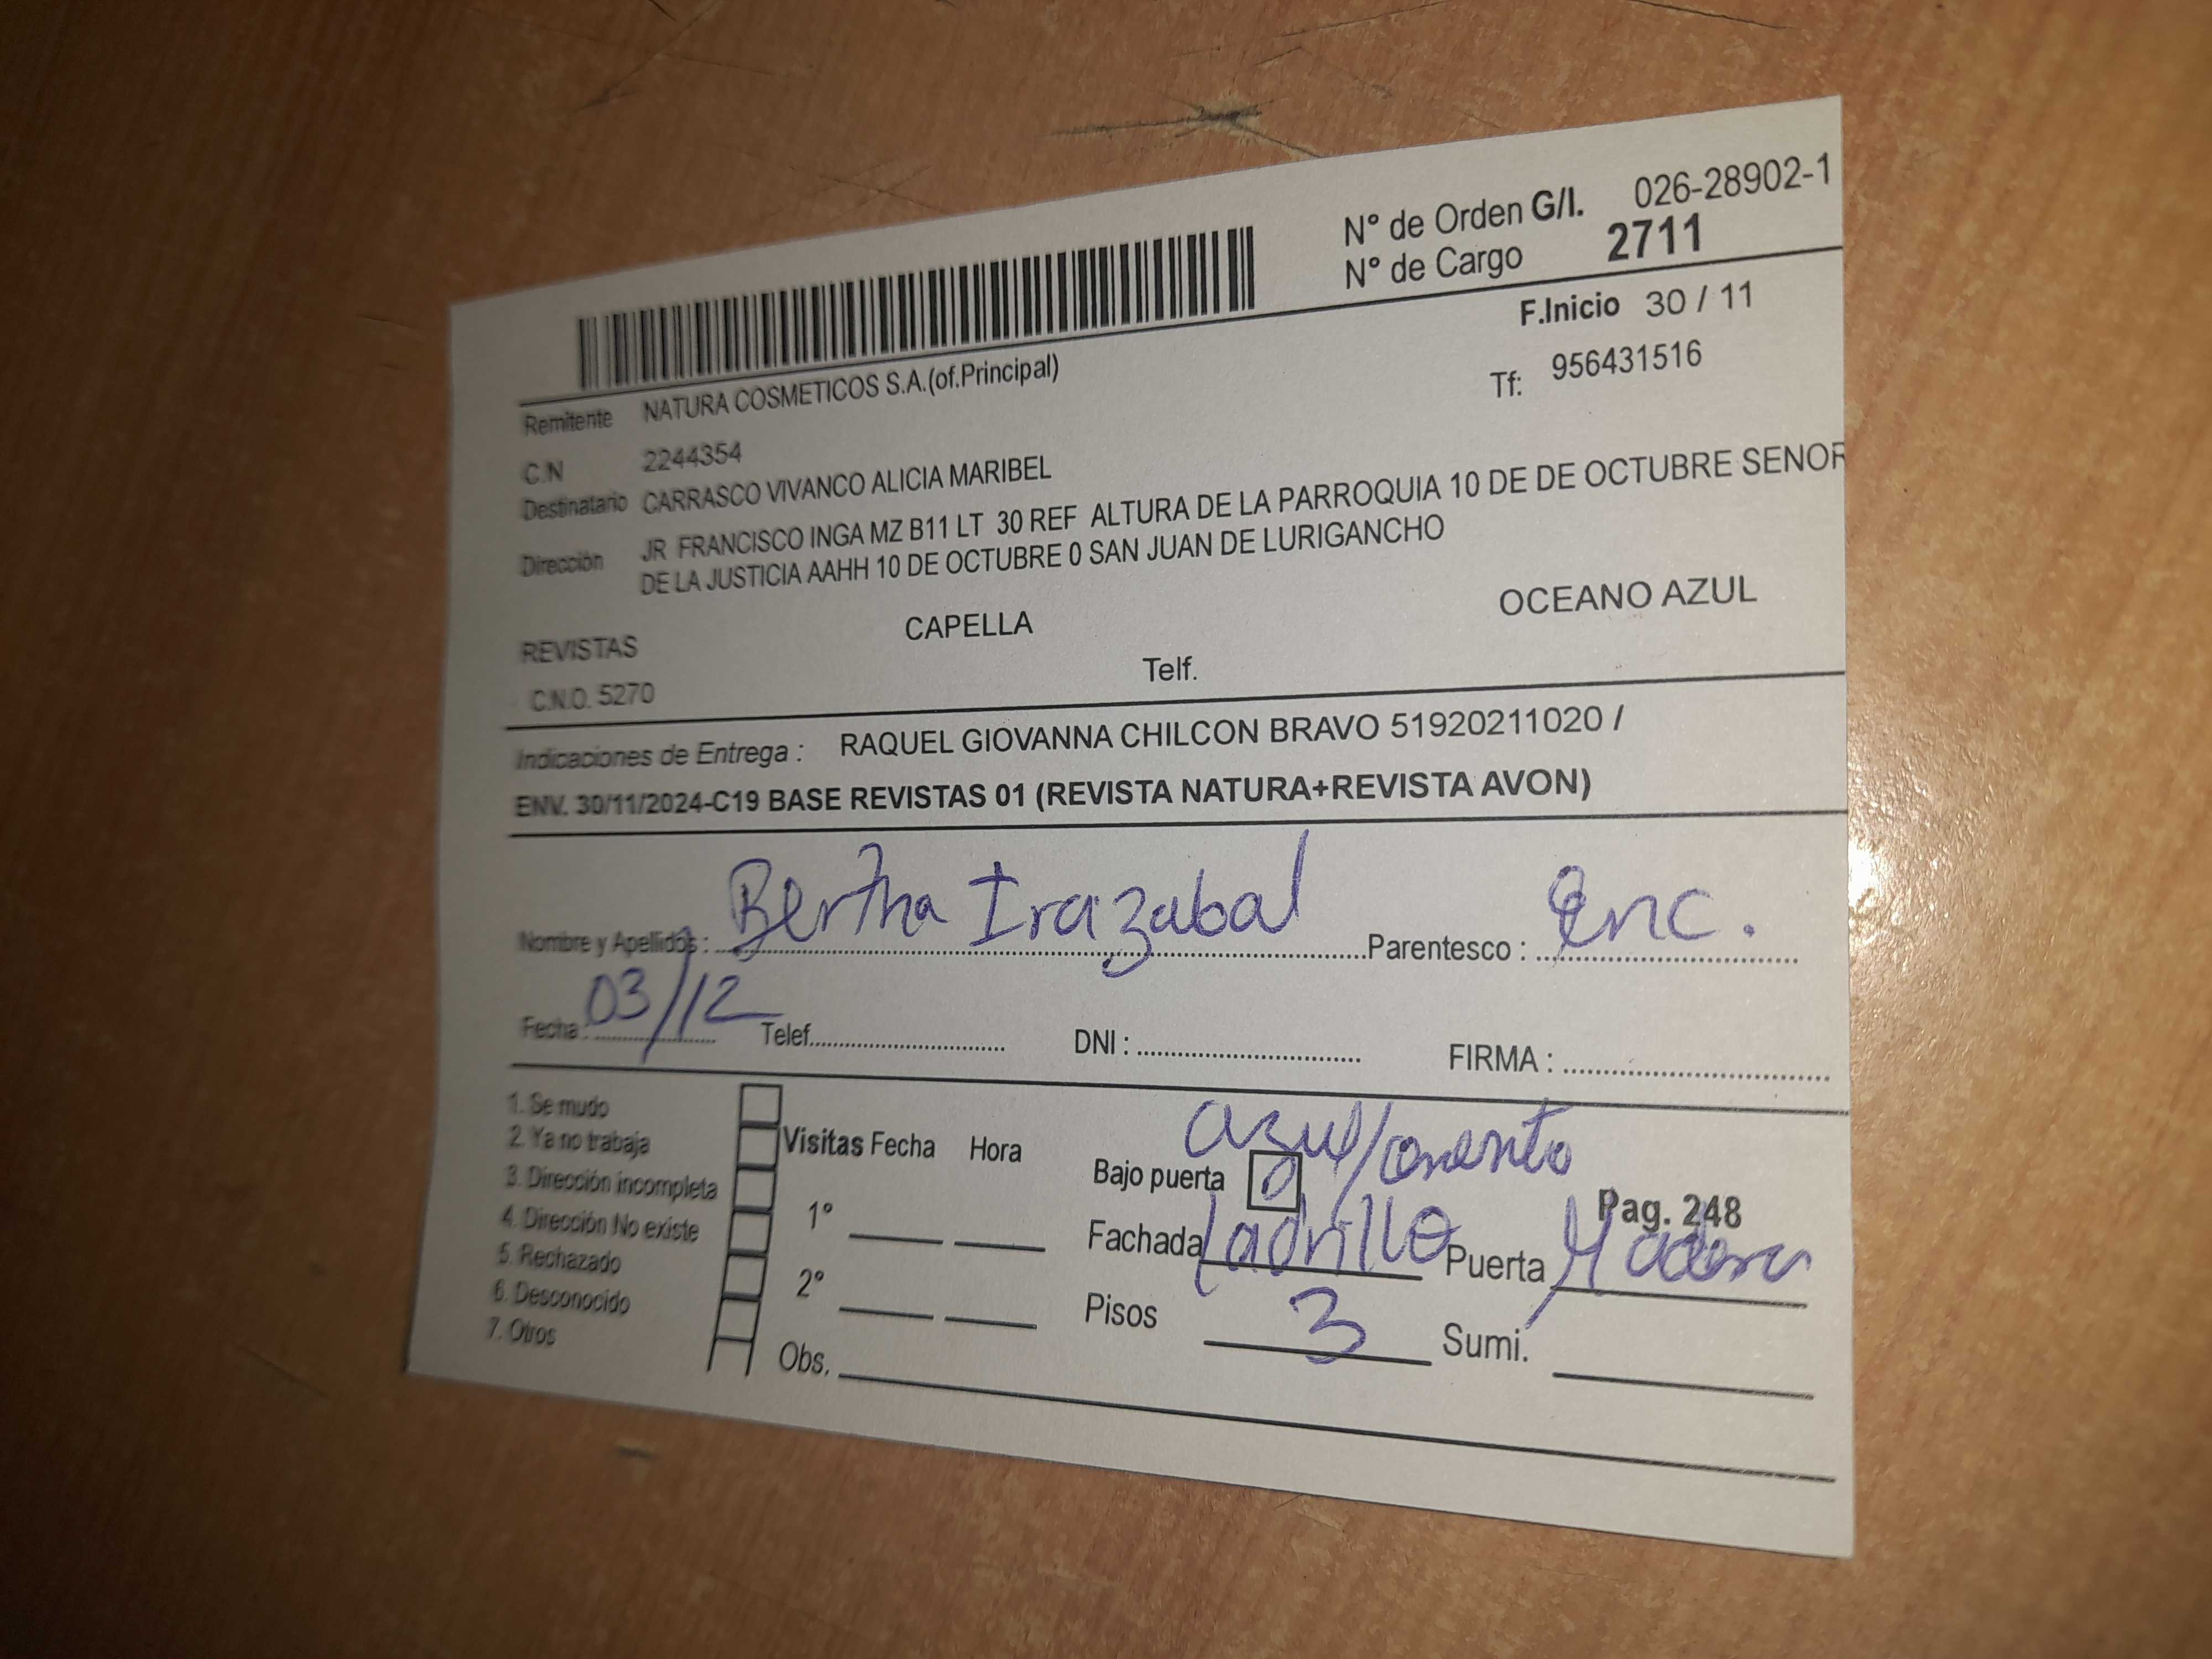 N° de Orden G/I. 026-28902-1
N° de Cargo 2711
F.Inicio 30 / 11
Remitente NATURA COSMETICOS S.A.(of.Principal)
Tf: 956431516
C.N 2244354
Destinatario CARRASCO VIVANCO ALICIA MARIBEL
Dirección JR FRANCISCO INGA MZ B11 LT 30 REF ALTURA DE LA PARROQUIA 10 DE DE OCTUBRE SENOR
DE LA JUSTICIA AAHH 10 DE OCTUBRE 0 SAN JUAN DE LURIGANCHO
REVISTAS CAPELLA OCEANO AZUL
C.N.O. 5270 Telf.
Indicaciones de Entrega : RAQUEL GIOVANNA CHILCON BRAVO 51920211020 /
ENV. 30/11/2024-C19 BASE REVISTAS 01 (REVISTA NATURA+REVISTA AVON)
Nombre y Apellidos : Bertha Irazabal Parentesco : enc.
Fecha : 03/12 Telef. DNI : FIRMA :
1. Se mudo
2. Ya no trabaja
3. Dirección incompleta
4. Dirección No existe
5. Rechazado
6. Desconocido
7. Otros
Visitas Fecha Hora
1°
2°
Obs.
azul/
Bajo puerta
Pag. 248
Fachada ladrillo Puerta Madera
Pisos 3 Sumi.